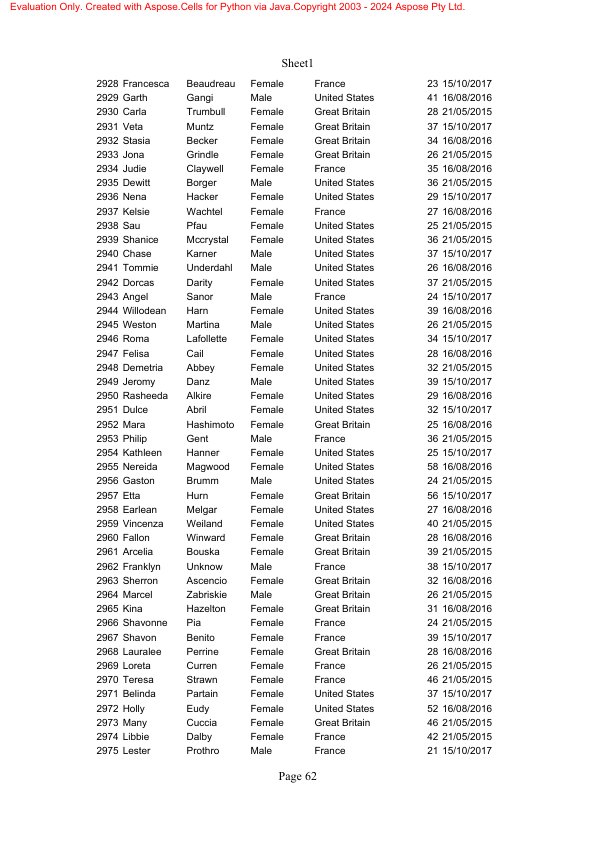 Evaluation Only. Created with Aspose.Cells for Python via Java.Copyright 2003 - 2024 Aspose Pty Ltd.
Sheet1
2928 Francesca Beaudreau Female France 23 15/10/2017
2929 Garth Gangi Male United States 41 16/08/2016
2930 Carla Trumbull Female Great Britain 28 21/05/2015
2931 Veta Muntz Female Great Britain 37 15/10/2017
2932 Stasia Becker Female Great Britain 34 16/08/2016
2933 Jona Grindle Female Great Britain 26 21/05/2015
2934 Judie Claywell Female France 35 16/08/2016
2935 Dewitt Borger Male United States 36 21/05/2015
2936 Nena Hacker Female United States 29 15/10/2017
2937 Kelsie Wachtel Female France 27 16/08/2016
2938 Sau Pfau Female United States 25 21/05/2015
2939 Shanice Mccrystal Female United States 36 21/05/2015
2940 Chase Karner Male United States 37 15/10/2017
2941 Tommie Underdahl Male United States 26 16/08/2016
2942 Dorcas Darity Female United States 37 21/05/2015
2943 Angel Sanor Male France 24 15/10/2017
2944 Willodean Harn Female United States 39 16/08/2016
2945 Weston Martina Male United States 26 21/05/2015
2946 Roma Lafollette Female United States 34 15/10/2017
2947 Felisa Cail Female United States 28 16/08/2016
2948 Demetria Abbey Female United States 32 21/05/2015
2949 Jeromy Danz Male United States 39 15/10/2017
2950 Rasheeda Alkire Female United States 29 16/08/2016
2951 Dulce Abril Female United States 32 15/10/2017
2952 Mara Hashimoto Female Great Britain 25 16/08/2016
2953 Philip Gent Male France 36 21/05/2015
2954 Kathleen Hanner Female United States 25 15/10/2017
2955 Nereida Magwood Female United States 58 16/08/2016
2956 Gaston Brumm Male United States 24 21/05/2015
2957 Etta Hurn Female Great Britain 56 15/10/2017
2958 Earlean Melgar Female United States 27 16/08/2016
2959 Vincenza Weiland Female United States 40 21/05/2015
2960 Fallon Winward Female Great Britain 28 16/08/2016
2961 Arcelia Bouska Female Great Britain 39 21/05/2015
2962 Franklyn Unknow Male France 38 15/10/2017
2963 Sherron Ascencio Female Great Britain 32 16/08/2016
2964 Marcel Zabriskie Male Great Britain 26 21/05/2015
2965 Kina Hazelton Female Great Britain 31 16/08/2016
2966 Shavonne Pia Female France 24 21/05/2015
2967 Shavon Benito Female France 39 15/10/2017
2968 Lauralee Perrine Female Great Britain 28 16/08/2016
2969 Loreta Curren Female France 26 21/05/2015
2970 Teresa Strawn Female France 46 21/05/2015
2971 Belinda Partain Female United States 37 15/10/2017
2972 Holly Eudy Female United States 52 16/08/2016
2973 Many Cuccia Female Great Britain 46 21/05/2015
2974 Libbie Dalby Female France 42 21/05/2015
2975 Lester Prothro Male France 21 15/10/2017
Page 62